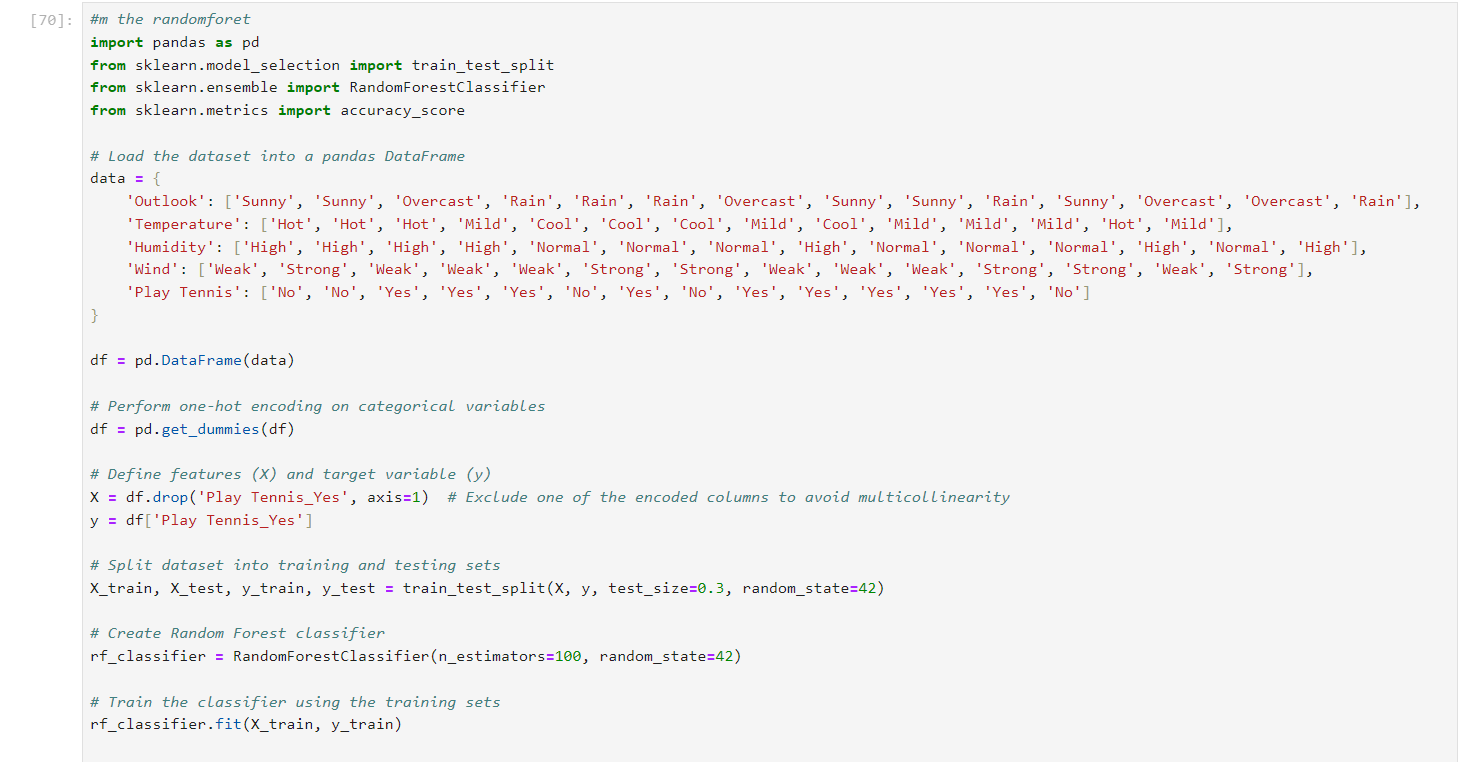 [70]:
#m the randomforet
import pandas as pd
from sklearn.model_selection import train_test_split
from sklearn.ensemble import RandomForestClassifier
from sklearn.metrics import accuracy_score
# Load the dataset into a pandas DataFrame
data = {
'Outlook': ['Sunny', 'Sunny', 'Overcast', 'Rain', 'Rain', 'Rain', 'Overcast', 'Sunny', 'Sunny', 'Rain', 'Sunny', 'Overcast', 'Overcast', 'Rain'],
'Temperature': ['Hot', 'Hot', 'Hot', 'Mild', 'Cool', 'Cool', 'Cool', 'Mild', 'Cool', 'Mild', 'Mild', 'Mild', 'Hot', 'Mild'],
'Humidity': ['High', 'High', 'High', 'High', 'Normal', 'Normal', 'Normal', 'High', 'Normal', 'Normal', 'Normal', 'High', 'Normal', 'High'],
'Wind': ['Weak', 'Strong', 'Weak', 'Weak', 'Weak', 'Strong', 'Strong', 'Weak', 'Weak', 'Weak', 'Strong', 'Strong', 'Weak', 'Strong'],
'Play Tennis': ['No', 'No', 'Yes', 'Yes', 'Yes', 'No', 'Yes', 'No', 'Yes', 'Yes', 'Yes', 'Yes', 'Yes', 'No']
}
df = pd.DataFrame(data)
# Perform one-hot encoding on categorical variables
df = pd.get_dummies(df)
# Define features (X) and target variable (y)
X = df.drop('Play Tennis_Yes', axis=1)  # Exclude one of the encoded columns to avoid multicollinearity
y = df['Play Tennis_Yes']
# Split dataset into training and testing sets
X_train, X_test, y_train, y_test = train_test_split(X, y, test_size=0.3, random_state=42)
# Create Random Forest classifier
rf_classifier = RandomForestClassifier(n_estimators=100, random_state=42)
# Train the classifier using the training sets
rf_classifier.fit(X_train, y_train)